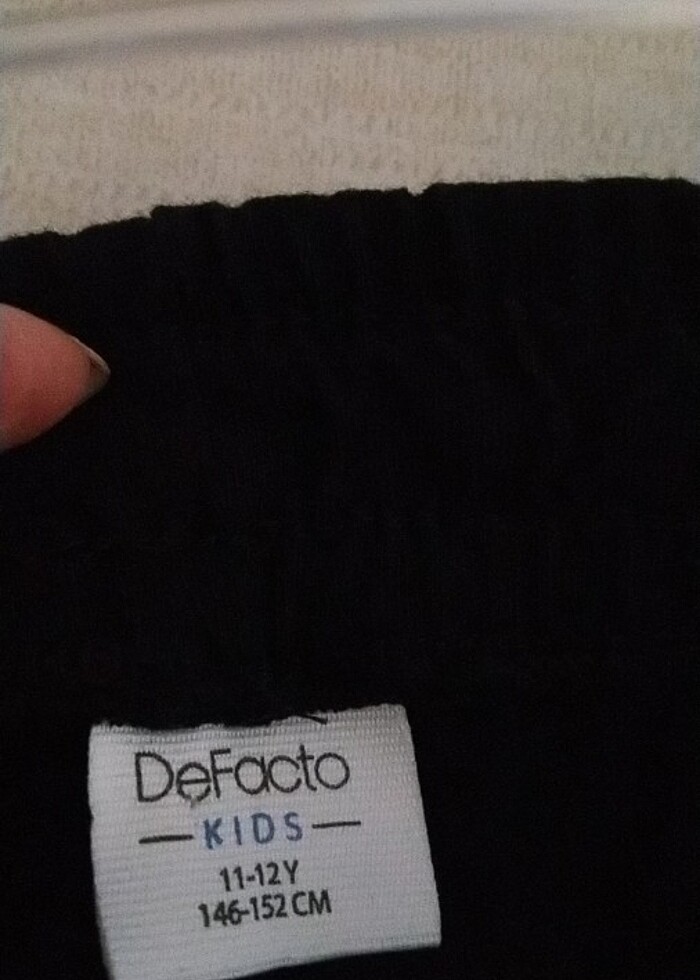 DeFacto
KIDS
11-12 Y
146-152 CM